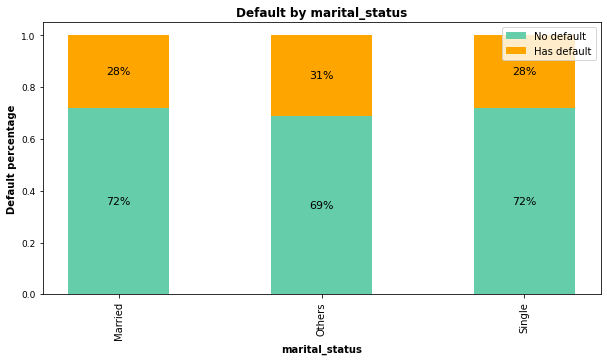 Default by marital_status
No default
Has default
28%
31%
28%
72%
69%
72%
Default percentage
1.0
0.8
0.6
0.4
0.2
0.0
Married
Others
Single
marital_status